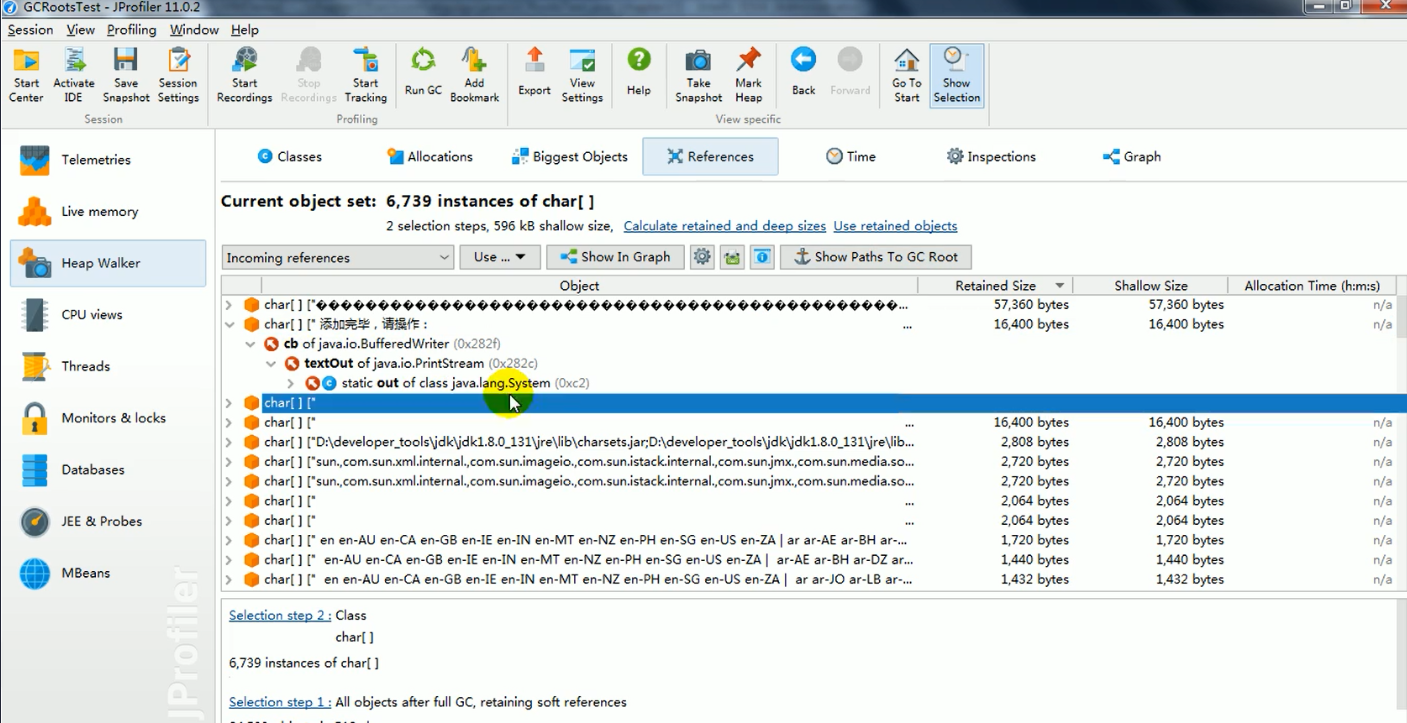 GCRootsTest - JProfiler 11.0.2
Session View Profiling Window Help
Start Center
Activate IDE
Save Snapshot
Session Settings
Start Recordings
Stop Recordings
Start Tracking
Run GC
Add Bookmark
Export
View Settings
Help
Take Snapshot
Mark Heap
Back
Forward
Go To Start
Show Selection
Session
Profiling
View specific
Telemetries
Live memory
Heap Walker
CPU views
Threads
Monitors & locks
Databases
JEE & Probes
MBeans
JProfiler
Classes Allocations Biggest Objects References Time Inspections Graph
Current object set: 6,739 instances of char[ ]
2 selection steps, 596 kB shallow size, Calculate retained and deep sizes Use retained objects
Incoming references Use ... Show In Graph Show Paths To GC Root
Object Retained Size Shallow Size Allocation Time (h:m:s)
char[ ] ["������������������������������������������������... 57,360 bytes 57,360 bytes n/a
char[ ] [" 添加完毕，请操作： ... 16,400 bytes 16,400 bytes n/a
cb of java.io.BufferedWriter (0x282f)
textOut of java.io.PrintStream (0x282c)
static out of class java.lang.System (0xc2)
char[ ] ["
char[ ] [" ... 16,400 bytes 16,400 bytes n/a
char[ ] ["D:\developer_tools\jdk\jdk1.8.0_131\jre\lib\charsets.jar;D:\developer_tools\jdk\jdk1.8.0_131\jre\lib... 2,808 bytes 2,808 bytes n/a
char[ ] ["sun.,com.sun.xml.internal.,com.sun.imageio.,com.sun.istack.internal.,com.sun.jmx.,com.sun.media.so... 2,720 bytes 2,720 bytes n/a
char[ ] ["sun.,com.sun.xml.internal.,com.sun.imageio.,com.sun.istack.internal.,com.sun.jmx.,com.sun.media.so... 2,720 bytes 2,720 bytes n/a
char[ ] [" ... 2,064 bytes 2,064 bytes n/a
char[ ] [" ... 2,064 bytes 2,064 bytes n/a
char[ ] [" en en-AU en-CA en-GB en-IE en-IN en-MT en-NZ en-PH en-SG en-US en-ZA | ar ar-AE ar-BH ar-... 1,720 bytes 1,720 bytes n/a
char[ ] [" en-AU en-CA en-GB en-IE en-IN en-MT en-NZ en-PH en-SG en-US en-ZA | ar-AE ar-BH ar-DZ ar... 1,440 bytes 1,440 bytes n/a
char[ ] [" en en-AU en-CA en-GB en-IE en-IN en-MT en-NZ en-PH en-SG en-US en-ZA | ar ar-JO ar-LB ar-... 1,432 bytes 1,432 bytes n/a
Selection step 2 : Class
char[ ]
6,739 instances of char[ ]
Selection step 1 : All objects after full GC, retaining soft references